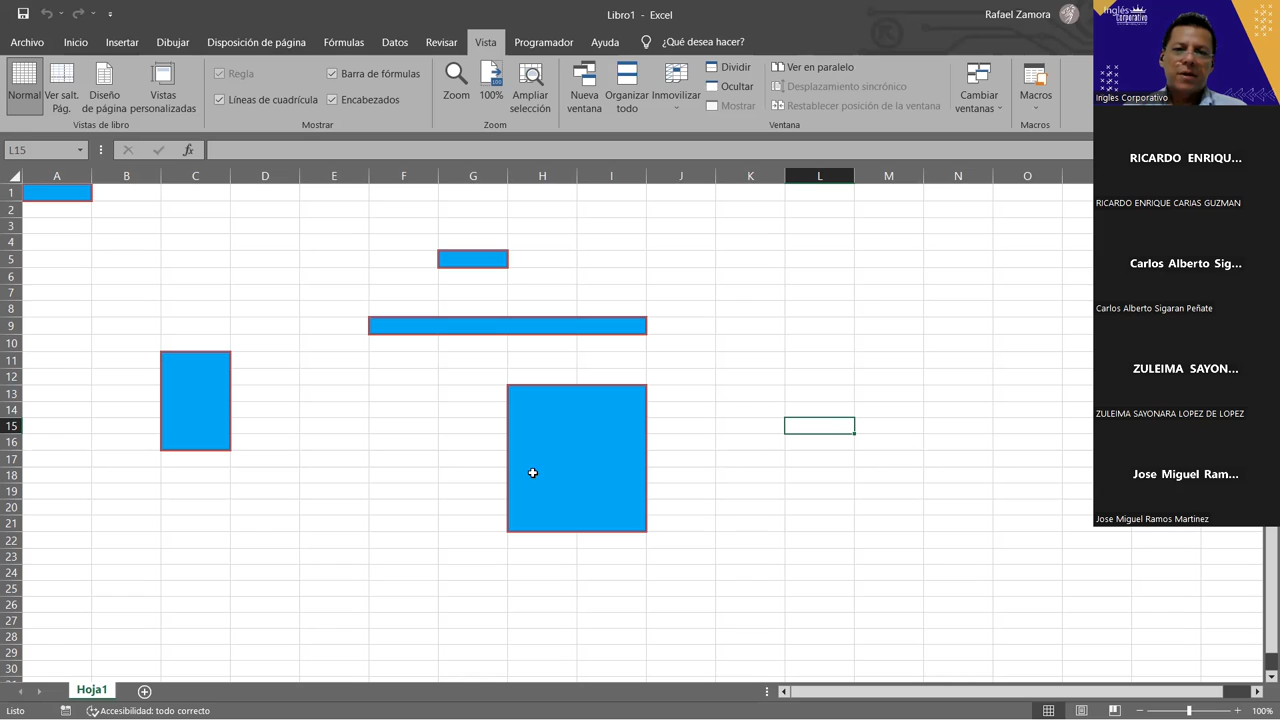 Libro1 - Excel
Rafael Zamora
Archivo Inicio Insertar Dibujar Disposición de página Fórmulas Datos Revisar Vista Programador Ayuda ¿Qué desea hacer?
Normal
Ver salt. Pág.
Diseño de página
Vistas personalizadas
Vistas de libro
Regla
Barra de fórmulas
Líneas de cuadrícula
Encabezados
Mostrar
Zoom
100%
Ampliar selección
Zoom
Nueva ventana
Organizar todo
Inmovilizar
Dividir
Ocultar
Mostrar
Ver en paralelo
Desplazamiento sincrónico
Restablecer posición de la ventana
Cambiar ventanas
Ventana
Macros
Macros
L15
fx
A B C D E F G H I J K L M N O
1
2
3
4
5
6
7
8
9
10
11
12
13
14
15
16
17
18
19
20
21
22
23
24
25
26
27
28
29
30
Hoja1
Listo
Accesibilidad: todo correcto
100%
Inglés Corporativo
Ingles Corporativo
RICARDO ENRIQU...
RICARDO ENRIQUE CARIAS GUZMAN
Carlos Alberto Sig...
Carlos Alberto Sigaran Peñate
ZULEIMA SAYON...
ZULEIMA SAYONARA LOPEZ DE LOPEZ
Jose Miguel Ram...
Jose Miguel Ramos Martinez